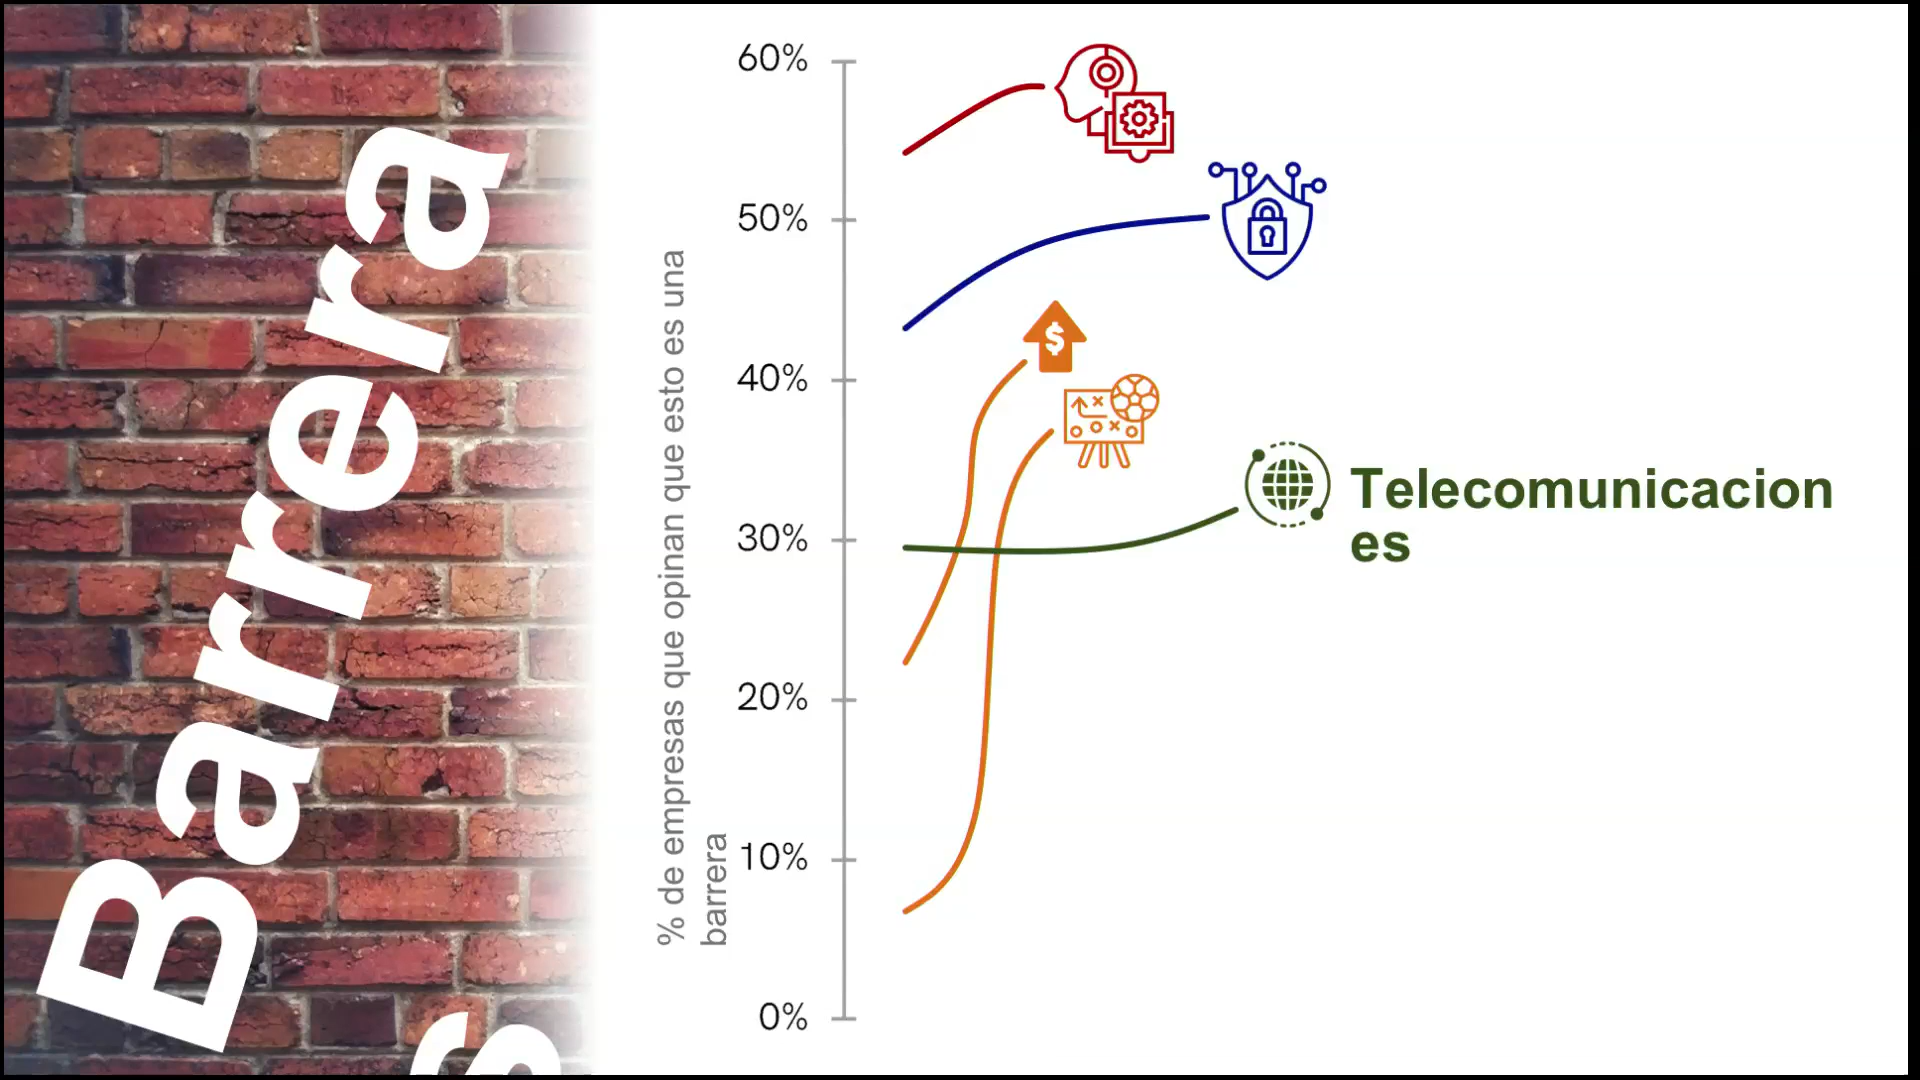 Barrera
s
% de empresas que opinan que esto es una
barrera
60%
50%
40%
30%
20%
10%
0%
$
Telecomunicacion
es